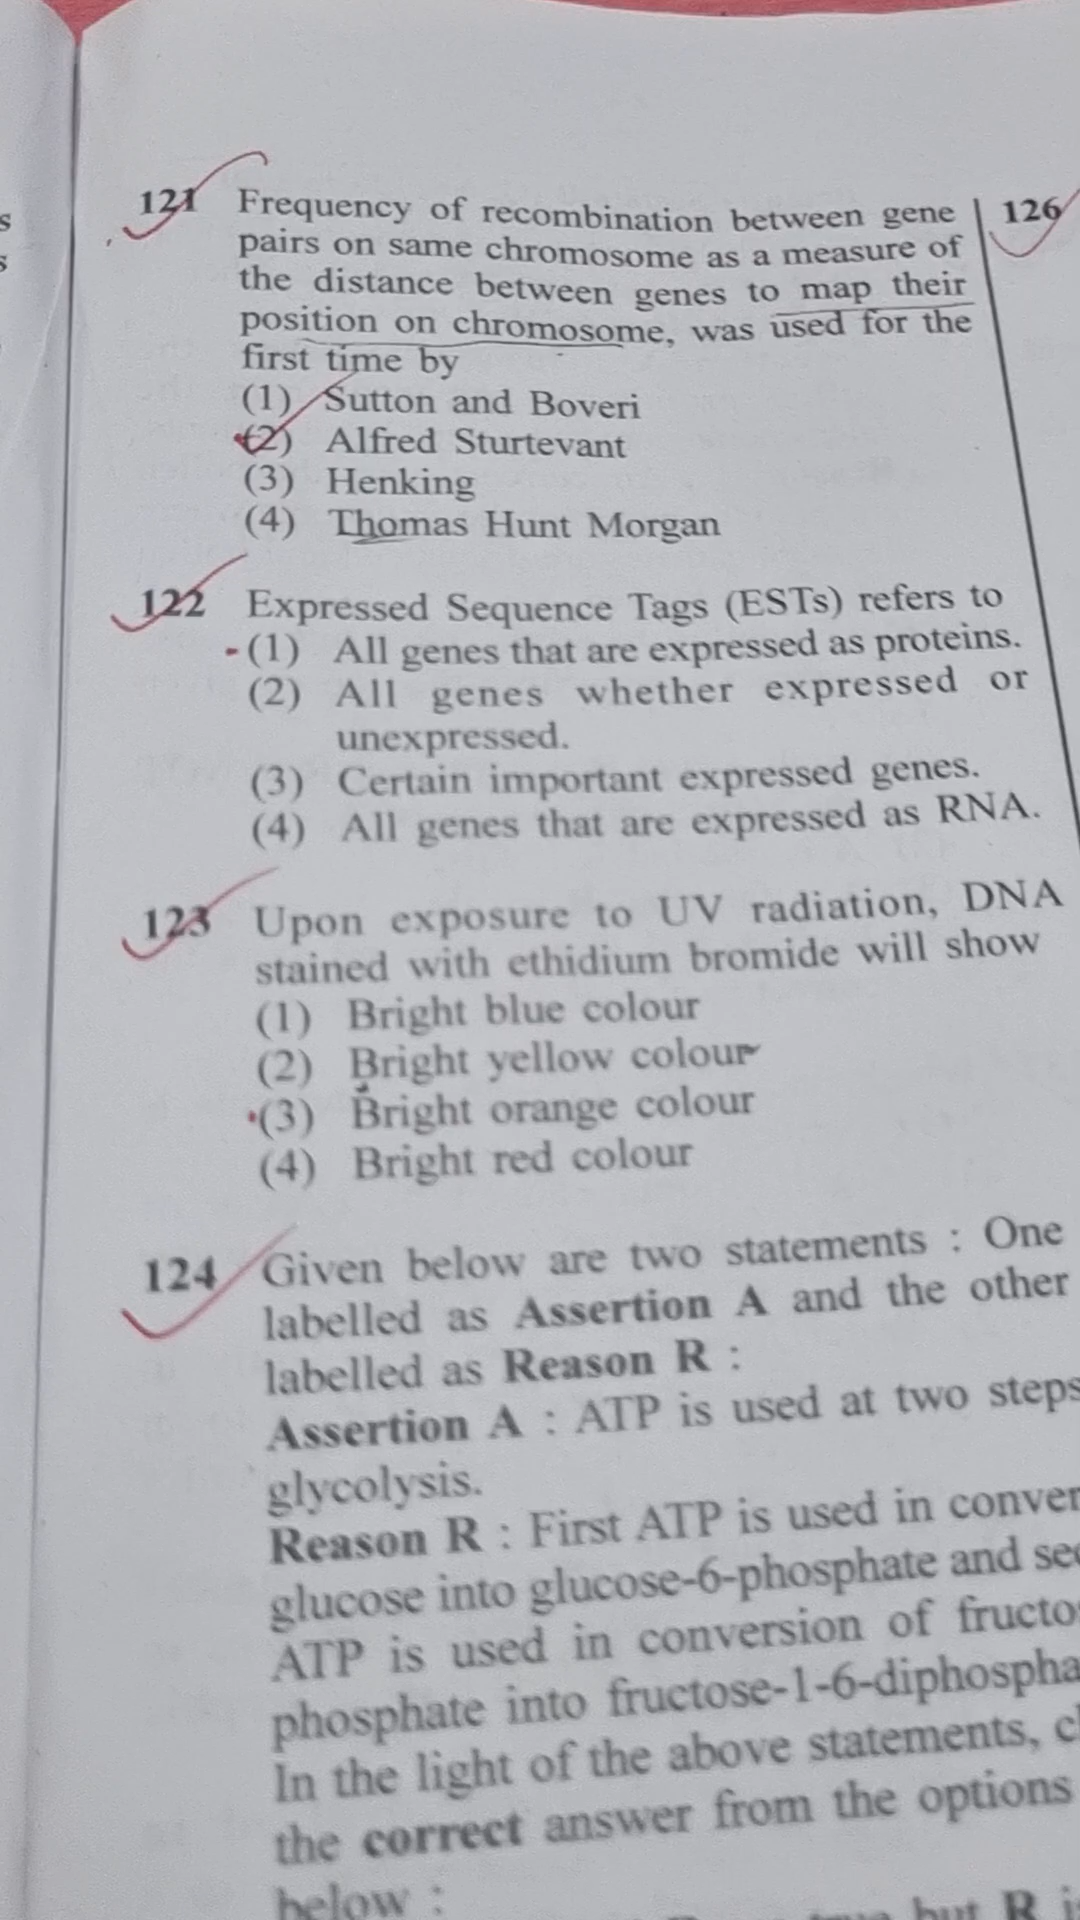 s
s
121 Frequency of recombination between gene
pairs on same chromosome as a measure of
the distance between genes to map their
position on chromosome, was used for the
first time by
(1) Sutton and Boveri
(2) Alfred Sturtevant
(3) Henking
(4) Thomas Hunt Morgan
122 Expressed Sequence Tags (ESTs) refers to
(1) All genes that are expressed as proteins.
(2) All genes whether expressed or
unexpressed.
(3) Certain important expressed genes.
(4) All genes that are expressed as RNA.
123 Upon exposure to UV radiation, DNA
stained with ethidium bromide will show
(1) Bright blue colour
(2) Bright yellow colour
(3) Bright orange colour
(4) Bright red colour
124 Given below are two statements : One
labelled as Assertion A and the other
labelled as Reason R :
Assertion A : ATP is used at two steps
glycolysis.
Reason R : First ATP is used in conver
glucose into glucose-6-phosphate and sec
ATP is used in conversion of fructo
phosphate into fructose-1-6-diphospha
In the light of the above statements, c
the correct answer from the options
below :
but R i
126